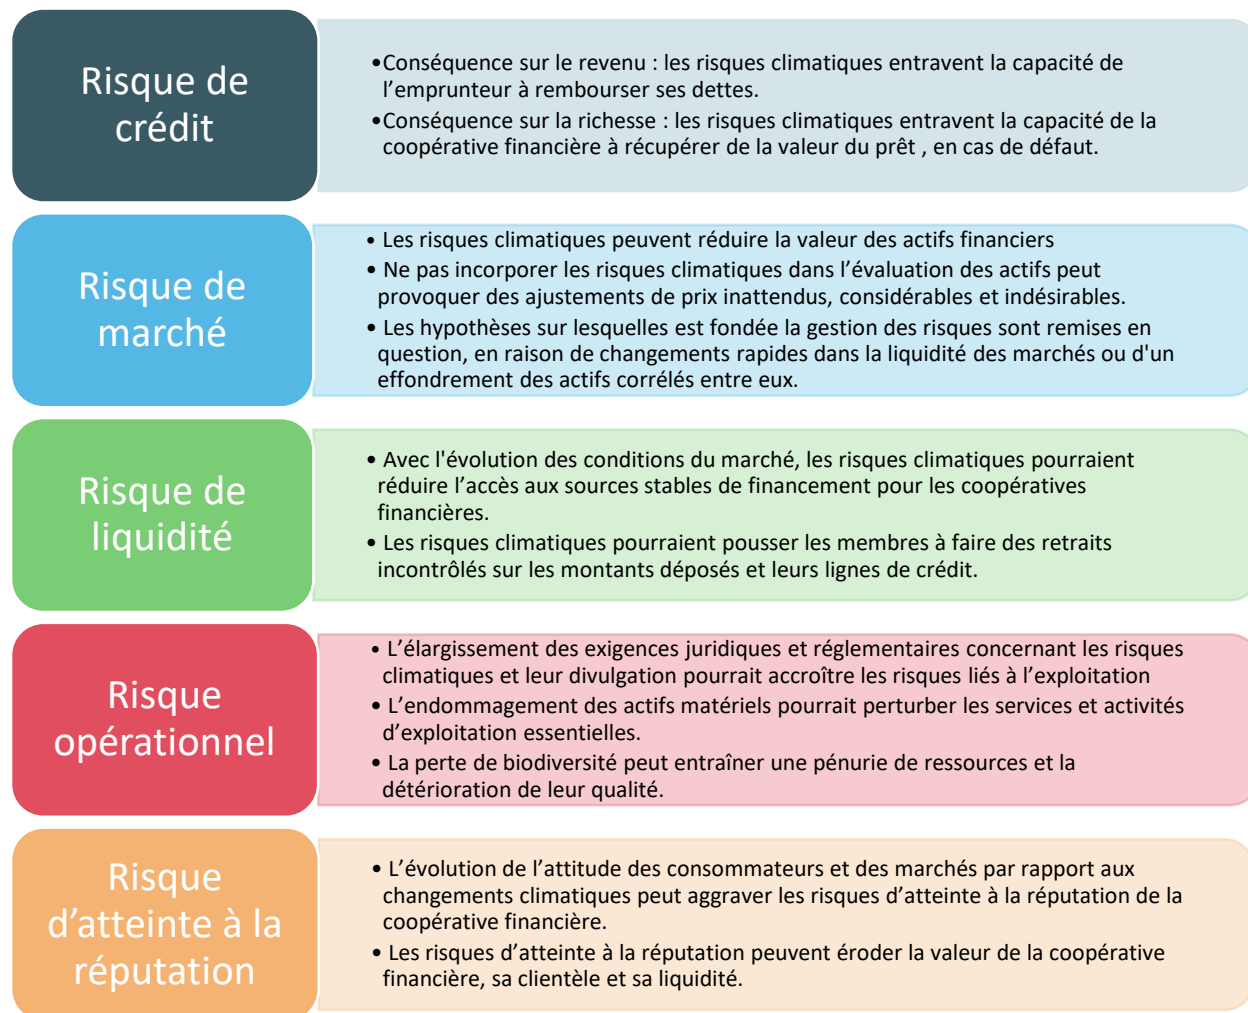 Risque de
crédit
•Conséquence sur le revenu : les risques climatiques entravent la capacité de
l’emprunteur à rembourser ses dettes.
•Conséquence sur la richesse : les risques climatiques entravent la capacité de la
coopérative financière à récupérer de la valeur du prêt , en cas de défaut.
Risque de
marché
• Les risques climatiques peuvent réduire la valeur des actifs financiers
• Ne pas incorporer les risques climatiques dans l’évaluation des actifs peut
provoquer des ajustements de prix inattendus, considérables et indésirables.
• Les hypothèses sur lesquelles est fondée la gestion des risques sont remises en
question, en raison de changements rapides dans la liquidité des marchés ou d'un
effondrement des actifs corrélés entre eux.
Risque de
liquidité
• Avec l'évolution des conditions du marché, les risques climatiques pourraient
réduire l’accès aux sources stables de financement pour les coopératives
financières.
• Les risques climatiques pourraient pousser les membres à faire des retraits
incontrôlés sur les montants déposés et leurs lignes de crédit.
Risque
opérationnel
• L’élargissement des exigences juridiques et réglementaires concernant les risques
climatiques et leur divulgation pourrait accroître les risques liés à l’exploitation
• L’endommagement des actifs matériels pourrait perturber les services et activités
d’exploitation essentielles.
• La perte de biodiversité peut entraîner une pénurie de ressources et la
détérioration de leur qualité.
Risque
d’atteinte à la
réputation
• L’évolution de l’attitude des consommateurs et des marchés par rapport aux
changements climatiques peut aggraver les risques d’atteinte à la réputation de la
coopérative financière.
• Les risques d’atteinte à la réputation peuvent éroder la valeur de la coopérative
financière, sa clientèle et sa liquidité.